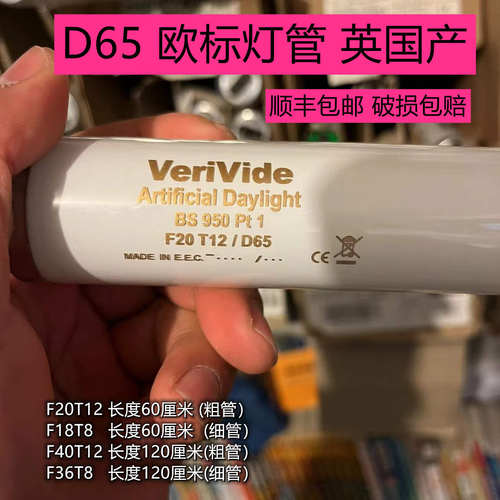 D65 欧标灯管 英国产
顺丰包邮 破损包赔
VeriVide
Artificial Daylight
BS 950 Pt 1
F20 T12 / D65
MADE IN E.E.C.
CE
F20T12 长度60厘米 (粗管)
F18T8 长度60厘米 (细管)
F40T12 长度120厘米(粗管)
F36T8 长度120厘米(细管)